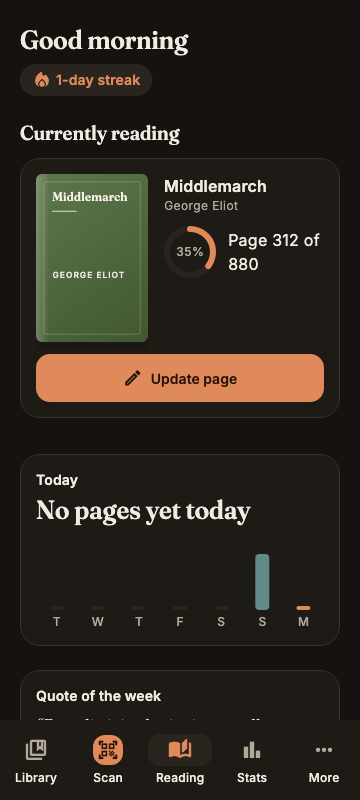 Good morning
1-day streak
Currently reading
Middlemarch
GEORGE ELIOT
Middlemarch
George Eliot
35%
Page 312 of
880
Update page
Today
No pages yet today
T W T F S S M
Quote of the week
Library Scan Reading Stats More